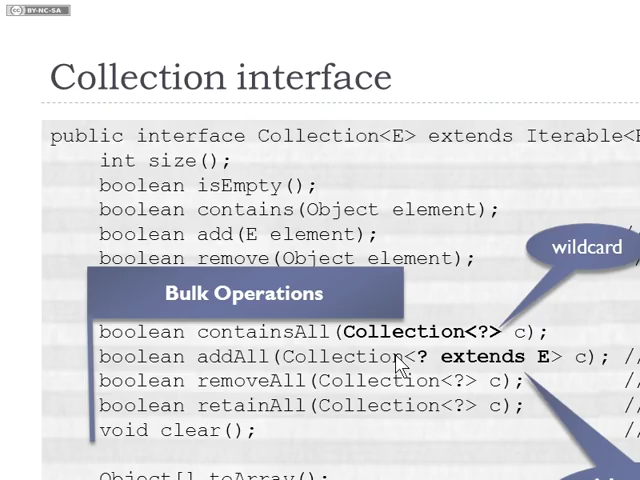 BY-NC-SA
Collection interface
public interface Collection<E> extends Iterable<E
int size();
boolean isEmpty();
boolean contains(Object element);
boolean add(E element);
wildcard
boolean remove(Object element);
Bulk Operations
boolean containsAll(Collection<?> c);
boolean addAll(Collection<? extends E> c); //
boolean removeAll(Collection<?> c); //
boolean retainAll(Collection<?> c); //
void clear(); //
Object[] toArray();